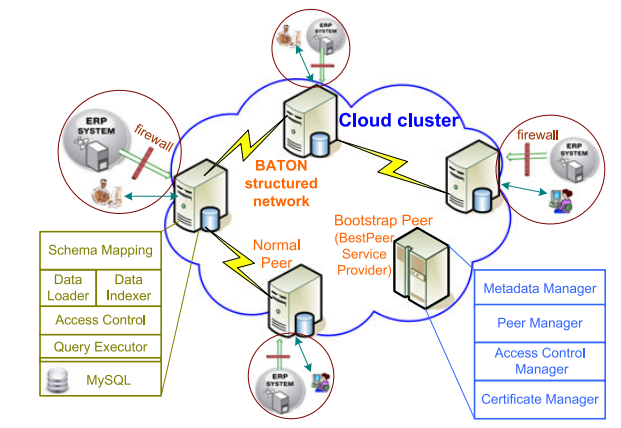 ERP
SYSTEM
Cloud cluster
firewall
ERP
SYSTEM
firewall
ERP
SYSTEM
BATON
structured
network
Bootstrap Peer
(BestPeer
Service
Provider)
Normal
Peer
Schema Mapping
Data
Loader
Data
Indexer
Access Control
Query Executor
MySQL
Metadata Manager
Peer Manager
Access Control
Manager
Certificate Manager
ERP
SYSTEM